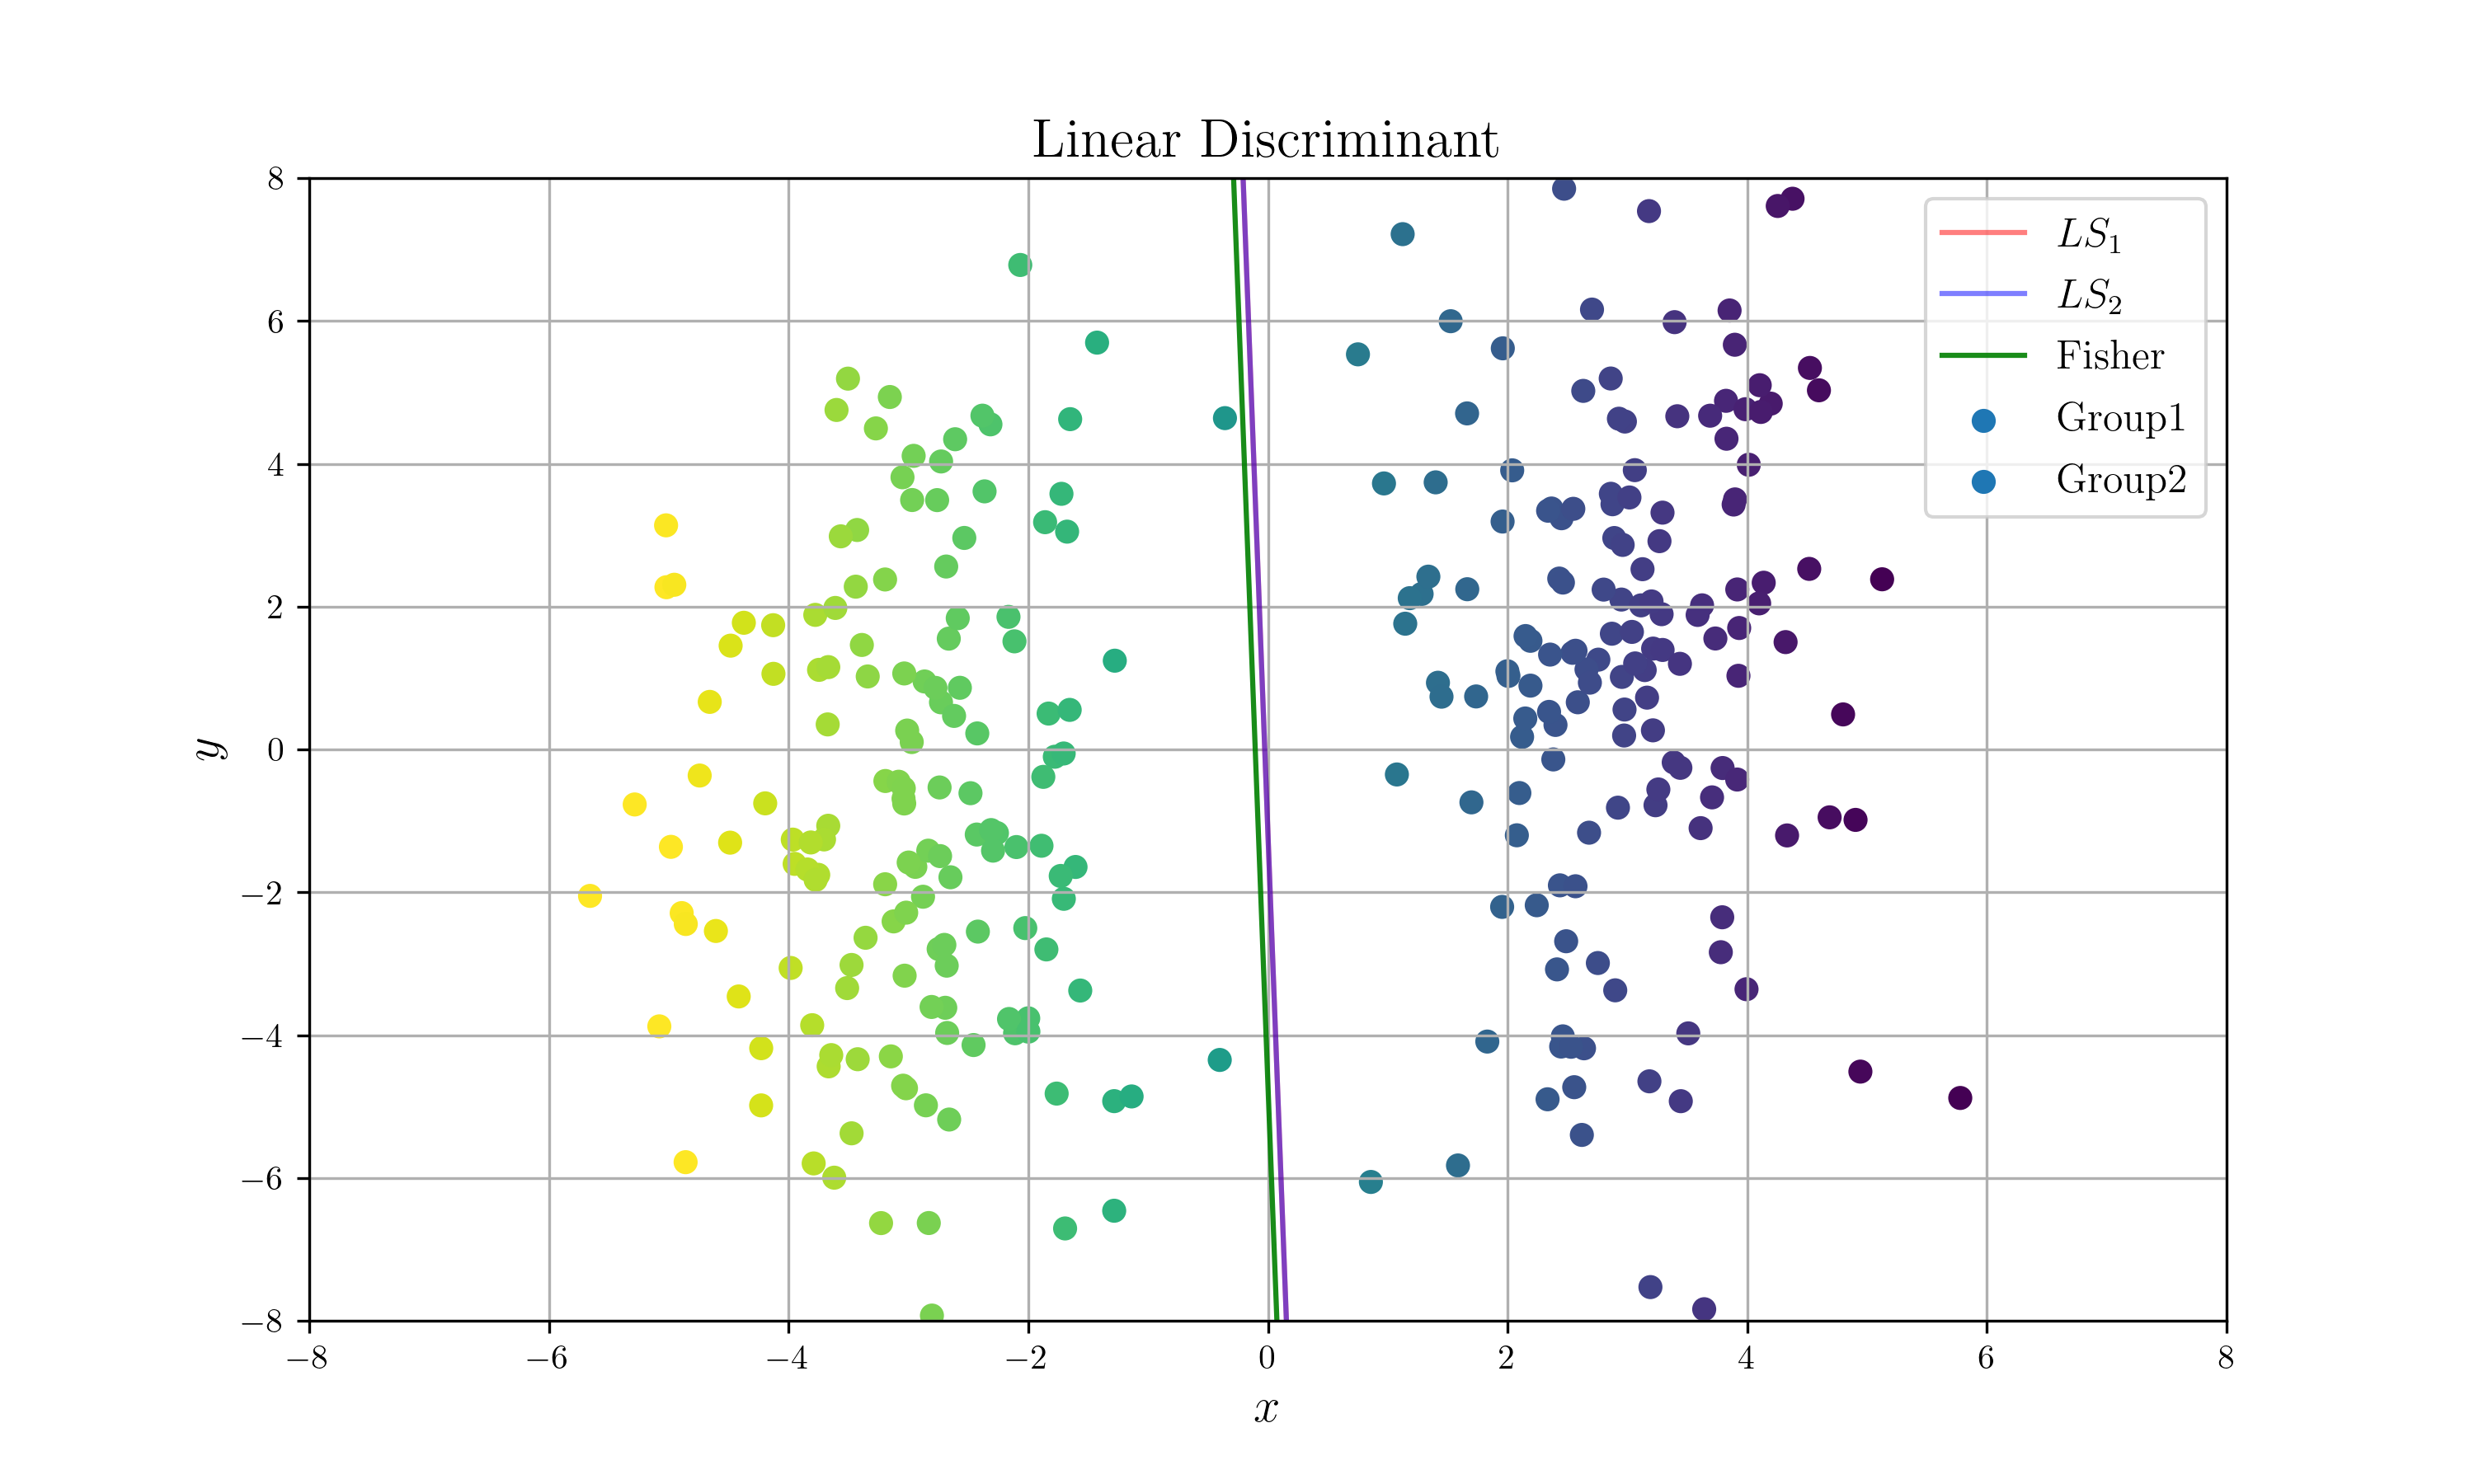 Linear Discriminant
8
6
4
2
0
−2
−4
−6
−8
y
−8 −6 −4 −2 0 2 4 6 8
x
LS₁
LS₂
Fisher
Group1
Group2